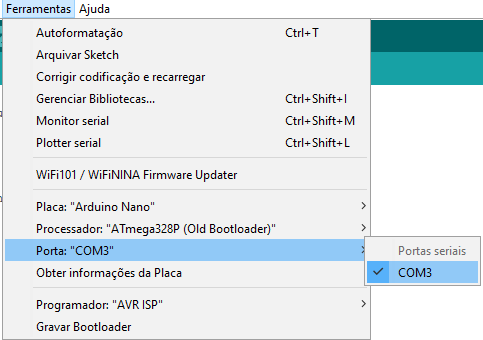 Ferramentas Ajuda
Autoformatação Ctrl+T
Arquivar Sketch
Corrigir codificação e recarregar
Gerenciar Bibliotecas... Ctrl+Shift+I
Monitor serial Ctrl+Shift+M
Plotter serial Ctrl+Shift+L
WiFi101 / WiFiNINA Firmware Updater
Placa: "Arduino Nano"
Processador: "ATmega328P (Old Bootloader)"
Porta: "COM3"
Portas seriais
COM3
Obter informações da Placa
Programador: "AVR ISP"
Gravar Bootloader